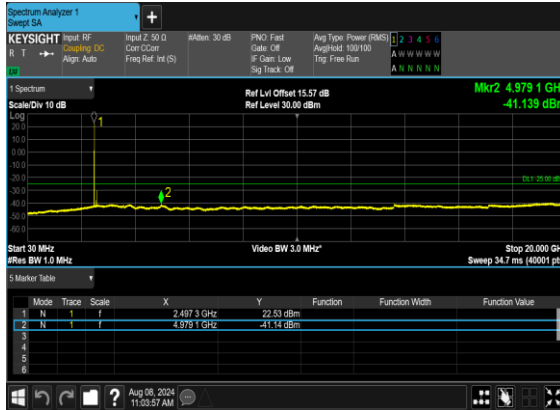 Spectrum Analyzer 1
Swept SA
KEYSIGHT Input: RF Input Z: 50 Ω #Atten: 30 dB PNO: Fast Avg Type: Power (RMS) 1 2 3 4 5 6
R T Coupling: DC Corr CCorr Gate: Off Avg|Hold: 100/100 A W W W W W
Align: Auto Freq Ref: Int (S) IF Gain: Low Trig: Free Run
Sig Track: Off A N N N N N
1 Spectrum Ref Lvl Offset 15.57 dB Mkr2 4.979 1 GH
Scale/Div 10 dB Ref Level 30.00 dBm -41.139 dBr
Log
20.0
10.0
0.00
-10.0
-20.0
-30.0
-40.0
-50.0
-60.0
1
2
DL1 -25.00 dB
Start 30 MHz Video BW 3.0 MHz* Stop 20.000 GH
#Res BW 1.0 MHz Sweep 34.7 ms (40001 pt
5 Marker Table
Mode Trace Scale X Y Function Function Width Function Value
1 N 1 f 2.497 3 GHz 22.53 dBm
2 N 1 f 4.979 1 GHz -41.14 dBm
3
4
5
6
? Aug 08, 2024
11:03:57 AM